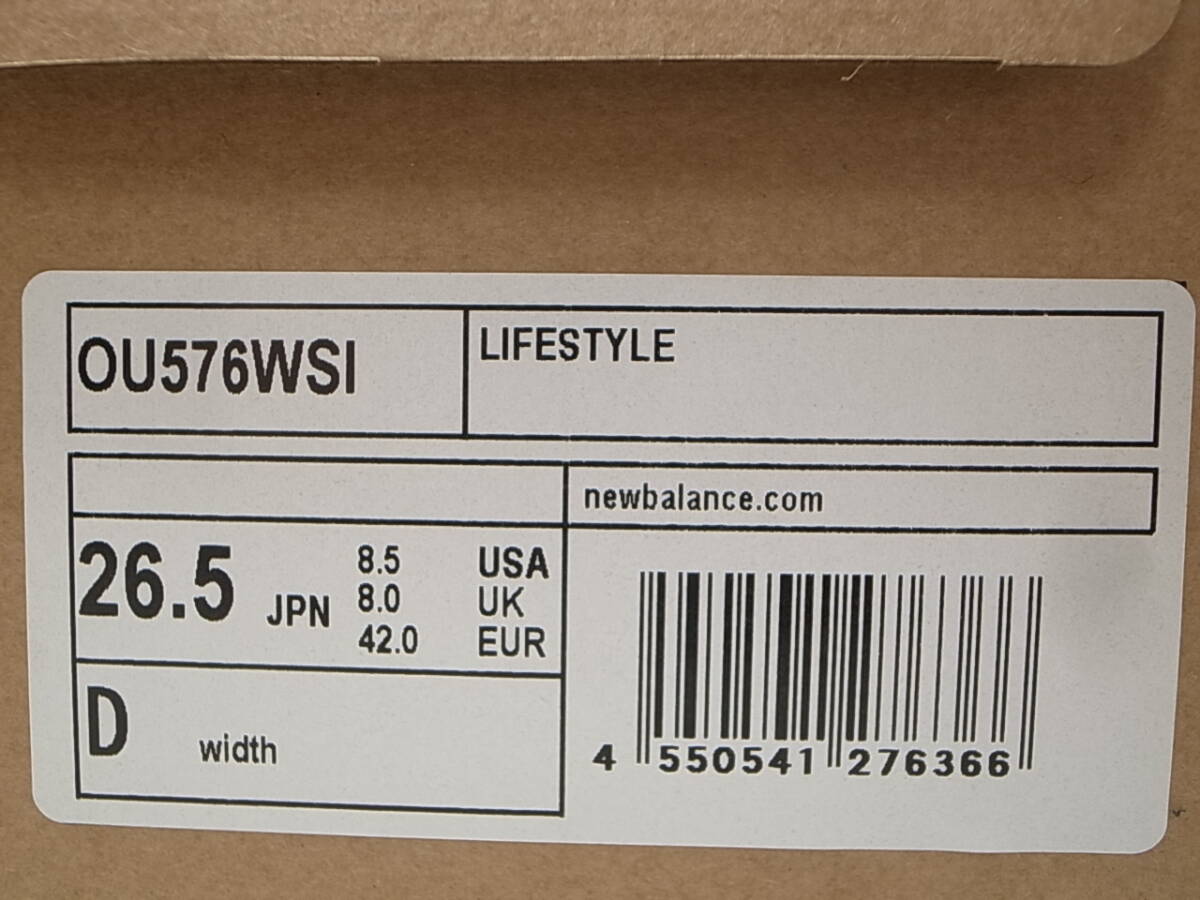 OU576WSI
LIFESTYLE
newbalance.com
26.5 JPN
8.5 USA
8.0 UK
42.0 EUR
D width
4 550541 276366